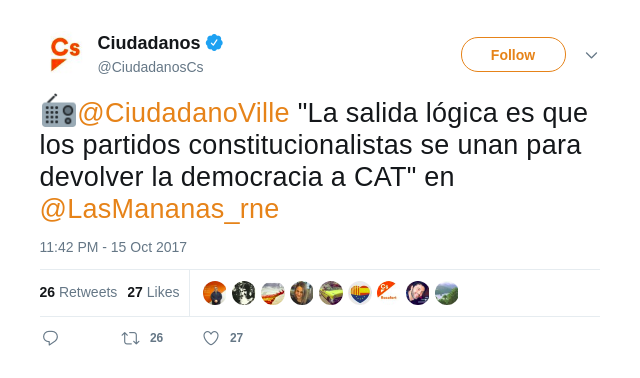 Cs
Ciudadanos
@CiudadanosCs
Follow
@CiudadanoVille "La salida lógica es que
los partidos constitucionalistas se unan para
devolver la democracia a CAT" en
@LasMananas_rne
11:42 PM - 15 Oct 2017
26 Retweets 27 Likes
Cs
26 27